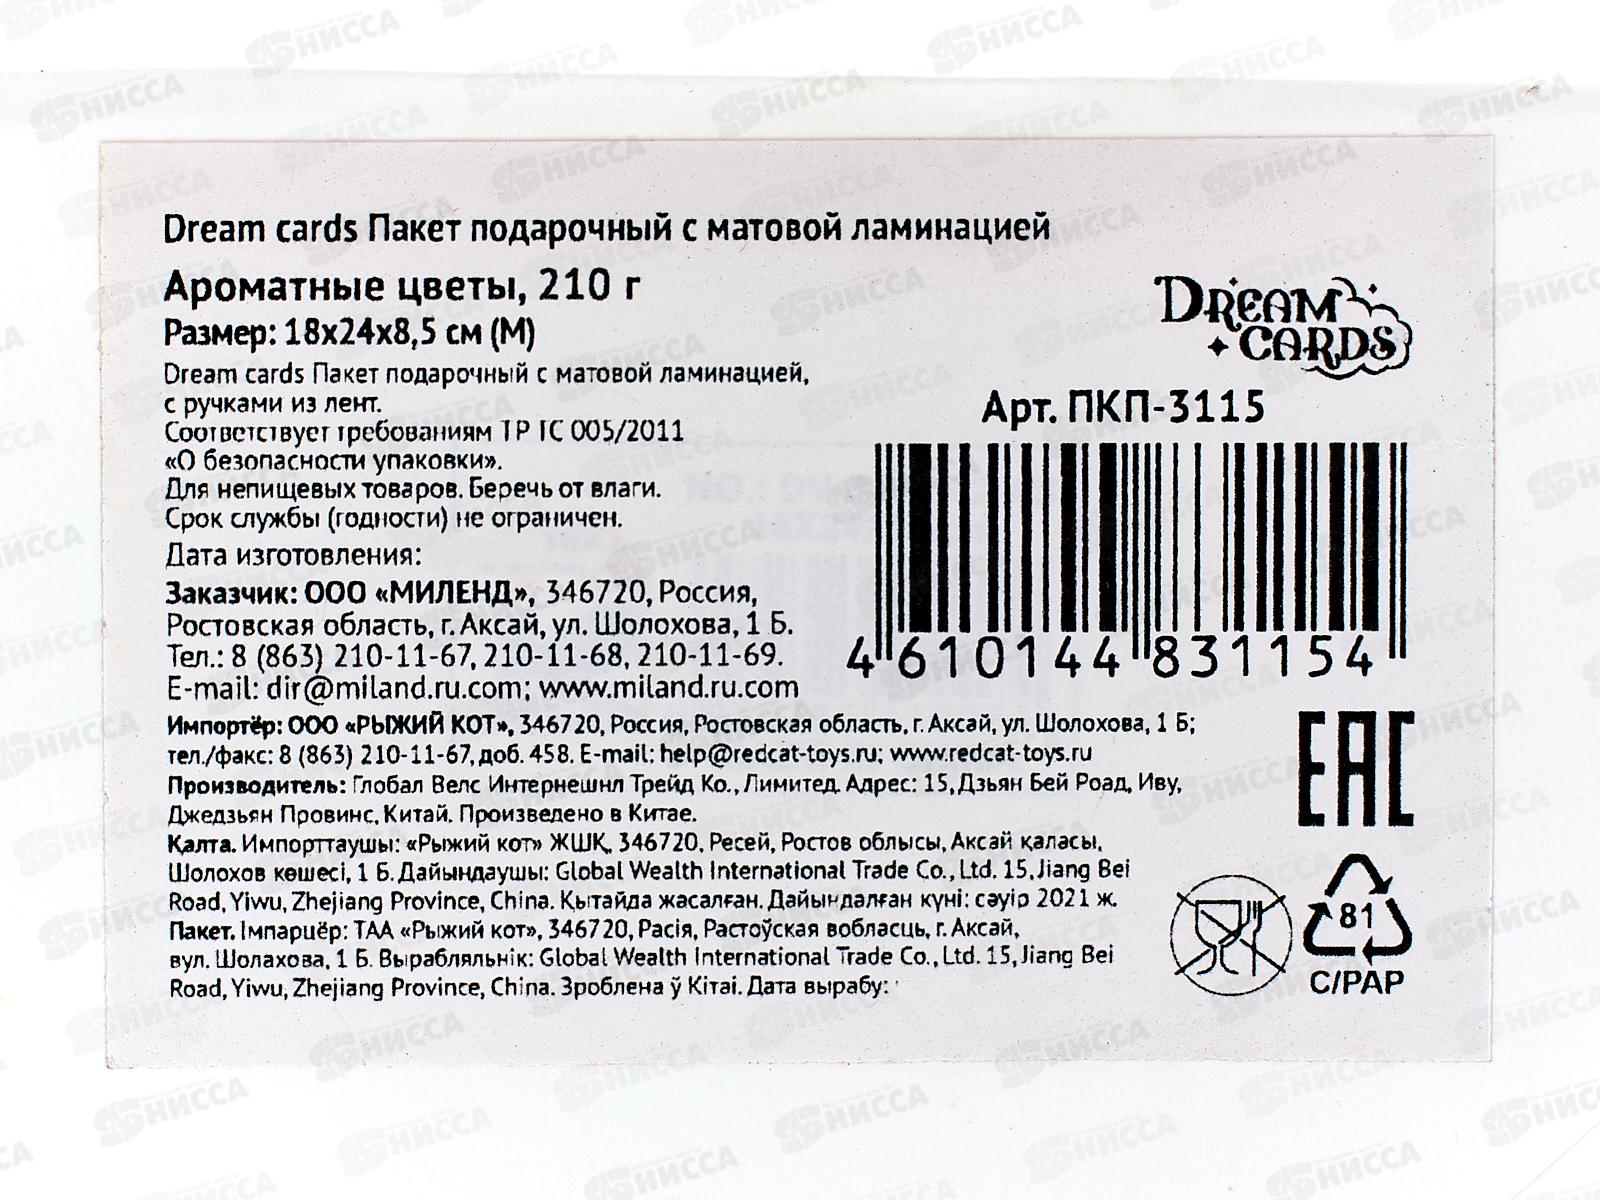 Dream cards Пакет подарочный с матовой ламинацией
Ароматные цветы, 210 г
Размер: 18x24x8,5 см (М)
Dream cards Пакет подарочный с матовой ламинацией,
с ручками из лент.
Соответствует требованиям ТР ТС 005/2011
«О безопасности упаковки».
Для непищевых товаров. Беречь от влаги.
Срок службы (годности) не ограничен.
Дата изготовления:
Заказчик: ООО «МИЛЕНД», 346720, Россия,
Ростовская область, г. Аксай, ул. Шолохова, 1 Б.
Тел.: 8 (863) 210-11-67, 210-11-68, 210-11-69.
E-mail: dir@miland.ru.com; www.miland.ru.com
Импортёр: ООО «РЫЖИЙ КОТ», 346720, Россия, Ростовская область, г. Аксай, ул. Шолохова, 1 Б;
тел./факс: 8 (863) 210-11-67, доб. 458. E-mail: help@redcat-toys.ru; www.redcat-toys.ru
Производитель: Глобал Велс Интернешнл Трейд Ко., Лимитед. Адрес: 15, Дзьян Бей Роад, Иву,
Джедзьян Провинс, Китай. Произведено в Китае.
Қалта. Импорттаушы: «Рыжий кот» ЖШҚ, 346720, Ресей, Ростов облысы, Аксай қаласы,
Шолохов көшесі, 1 Б. Дайындаушы: Global Wealth International Trade Co., Ltd. 15, Jiang Bei
Road, Yiwu, Zhejiang Province, China. Қытайда жасалған. Дайындалған күні: сәуір 2021 ж.
Пакет. Імпарцёр: ТАА «Рыжий кот», 346720, Расія, Растоўская вобласць, г. Аксай,
вул. Шолахова, 1 Б. Вырабляльнік: Global Wealth International Trade Co., Ltd. 15, Jiang Bei
Road, Yiwu, Zhejiang Province, China. Зроблена ў Кітаі. Дата вырабу:
DREAM
CARDS
Арт. ПКП-3115
4 610144 831154
EAC
81
C/PAP
НИССА